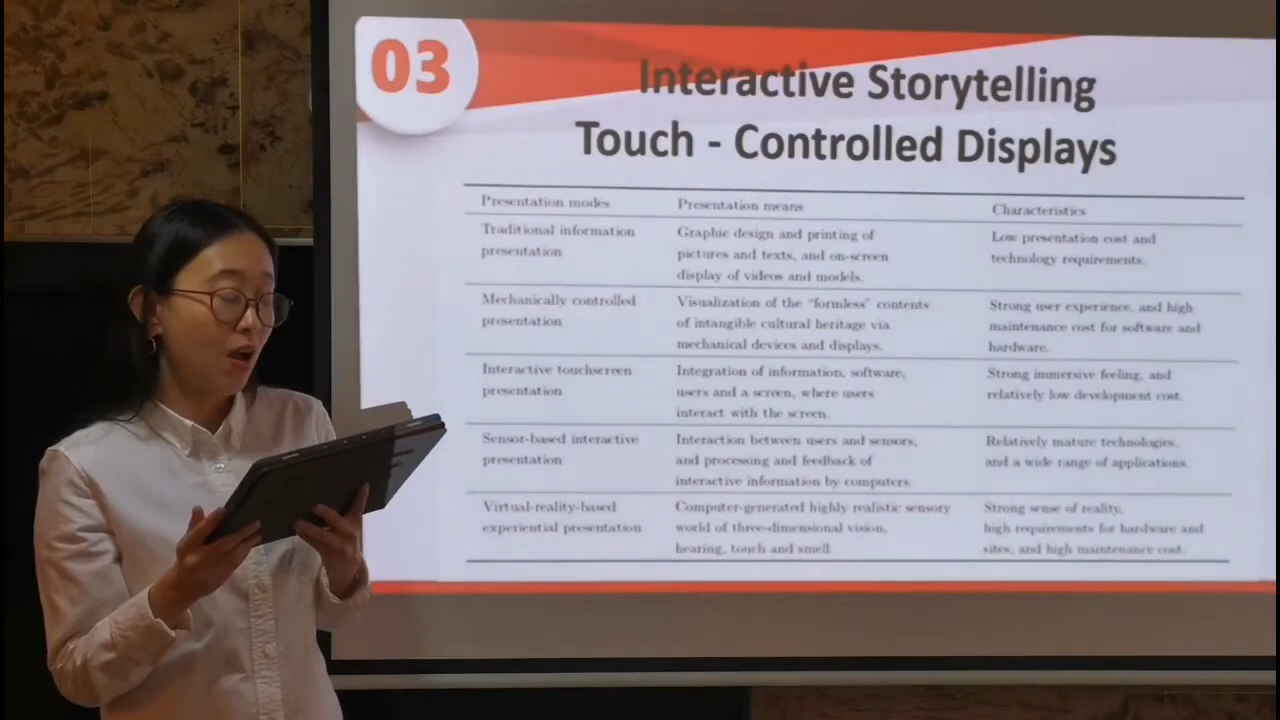 03
Interactive Storytelling
Touch - Controlled Displays
Presentation modes
Presentation means
Characteristics
Traditional information
presentation
Graphic design and printing of
pictures and texts, and on-screen
display of videos and models.
Low presentation cost and
technology requirements.
Mechanically controlled
presentation
Visualization of the "formless" contents
of intangible cultural heritage via
mechanical devices and displays.
Strong user experience, and high
maintenance cost for software and
hardware.
Interactive touchscreen
presentation
Integration of information, software,
users and a screen, where users
interact with the screen.
Strong immersive feeling, and
relatively low development cost.
Sensor-based interactive
presentation
Interaction between users and sensors,
and processing and feedback of
interactive information by computers.
Relatively mature technologies,
and a wide range of applications.
Virtual-reality-based
experiential presentation
Computer-generated highly realistic sensory
world of three-dimensional vision,
hearing, touch and smell.
Strong sense of reality,
high requirements for hardware and
sites, and high maintenance cost.